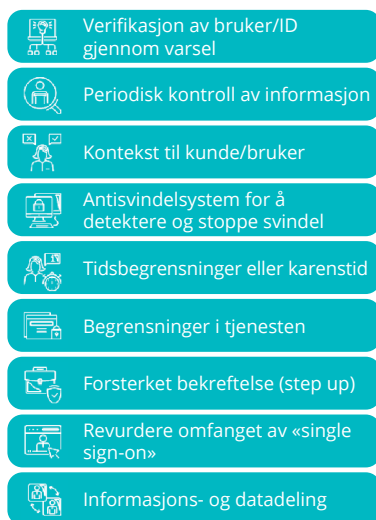 Verifikasjon av bruker/ID
gjennom varsel
Periodisk kontroll av informasjon
Kontekst til kunde/bruker
Antisvindelsystem for å
detektere og stoppe svindel
Tidsbegrensninger eller karenstid
Begrensninger i tjenesten
Forsterket bekreftelse (step up)
Revurdere omfanget av «single
sign-on»
Informasjons- og datadeling